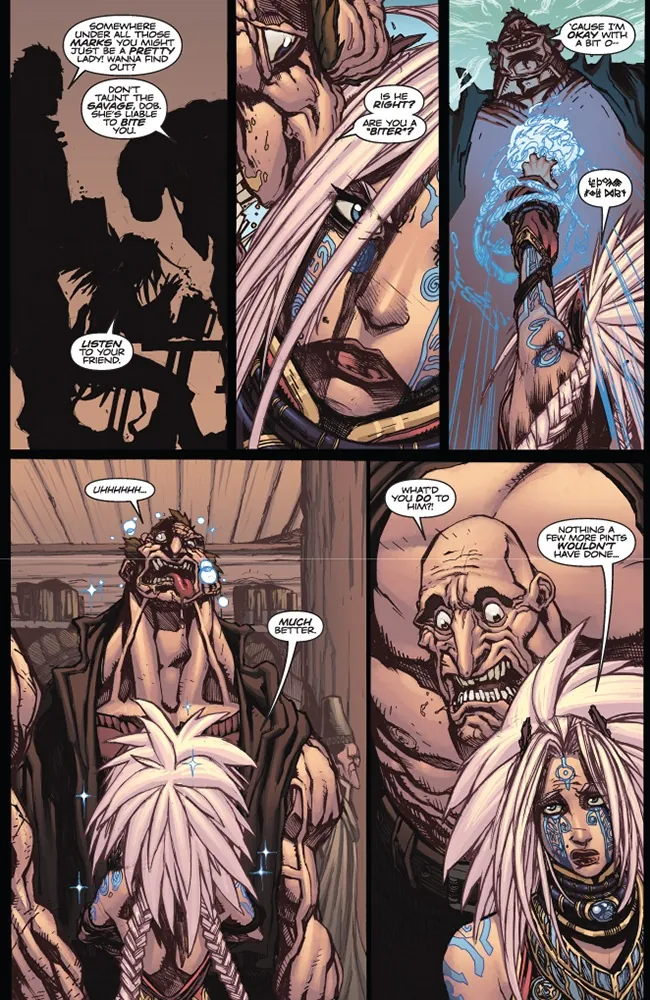 SOMEWHERE
UNDER ALL THOSE
MARKS YOU MIGHT
JUST BE A PRETTY
LADY! WANNA FIND
OUT?
DON'T
TAUNT THE
SAVAGE, DOB.
SHE'S LIABLE
TO BITE
YOU.
LISTEN
TO YOUR
FRIEND.
IS HE
RIGHT?
ARE YOU A
"BITER"?
'CAUSE I'M
OKAY WITH
A BIT O--
UHHHHHH...
MUCH
BETTER.
WHAT'D
YOU DO TO
HIM?!
NOTHING A
FEW MORE PINTS
WOULDN'T
HAVE DONE...